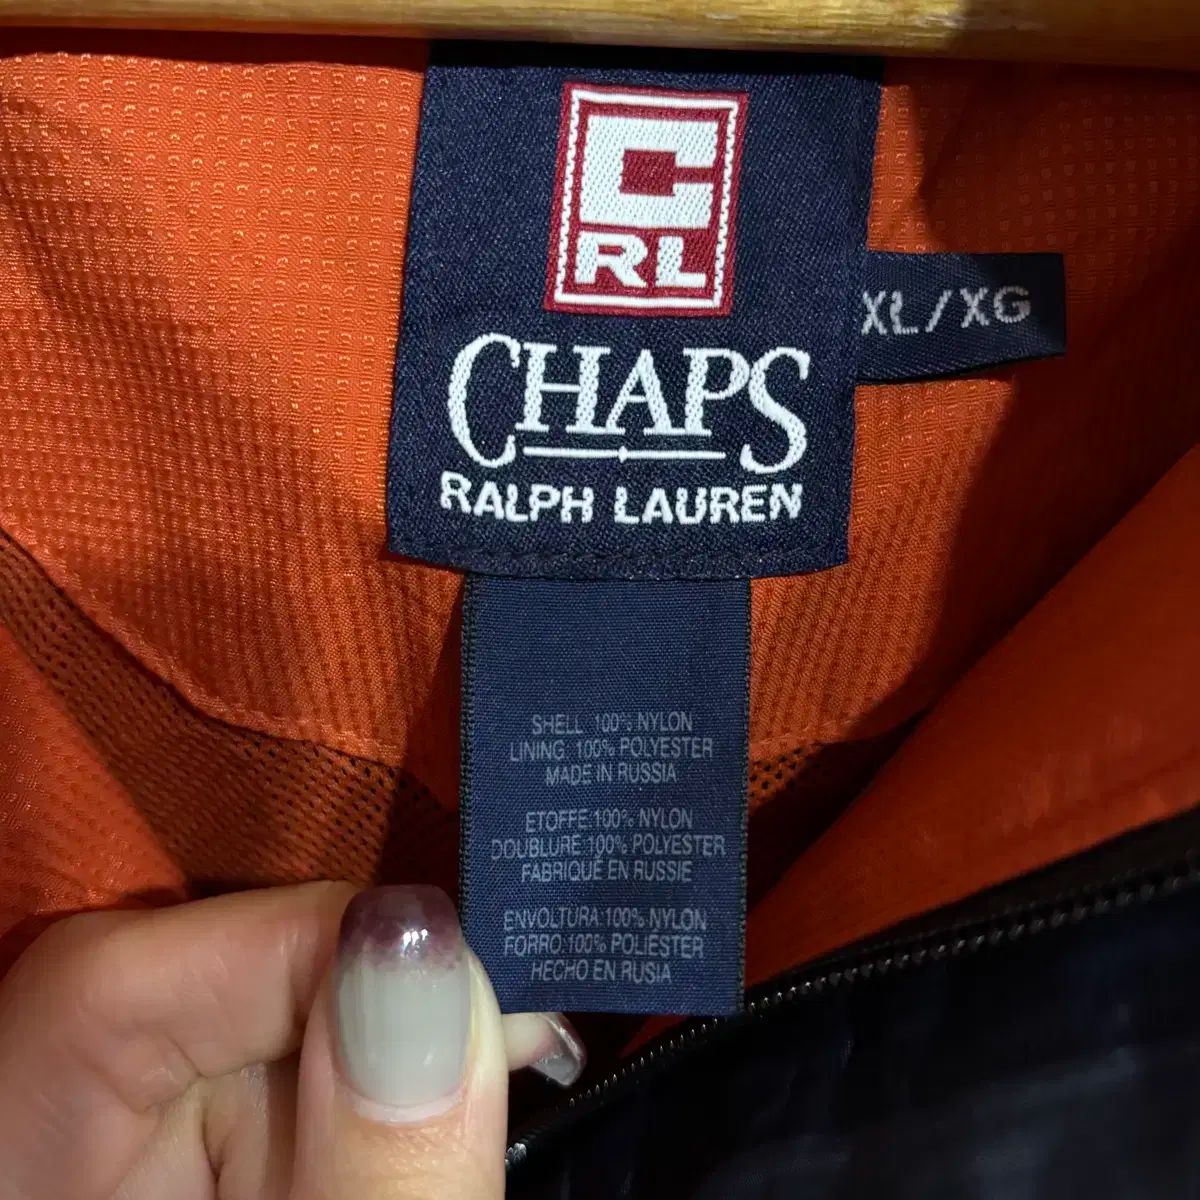 C
RL
CHAPS
RALPH LAUREN
XL/XG
SHELL 100% NYLON
LINING 100% POLYESTER
MADE IN RUSSIA
ETOFFE:100% NYLON
DOUBLURE 100% POLYESTER
FABRIQUÉ EN RUSSIE
ENVOLTURA 100% NYLON
FORRO:100% POLIESTER
HECHO EN RUSIA